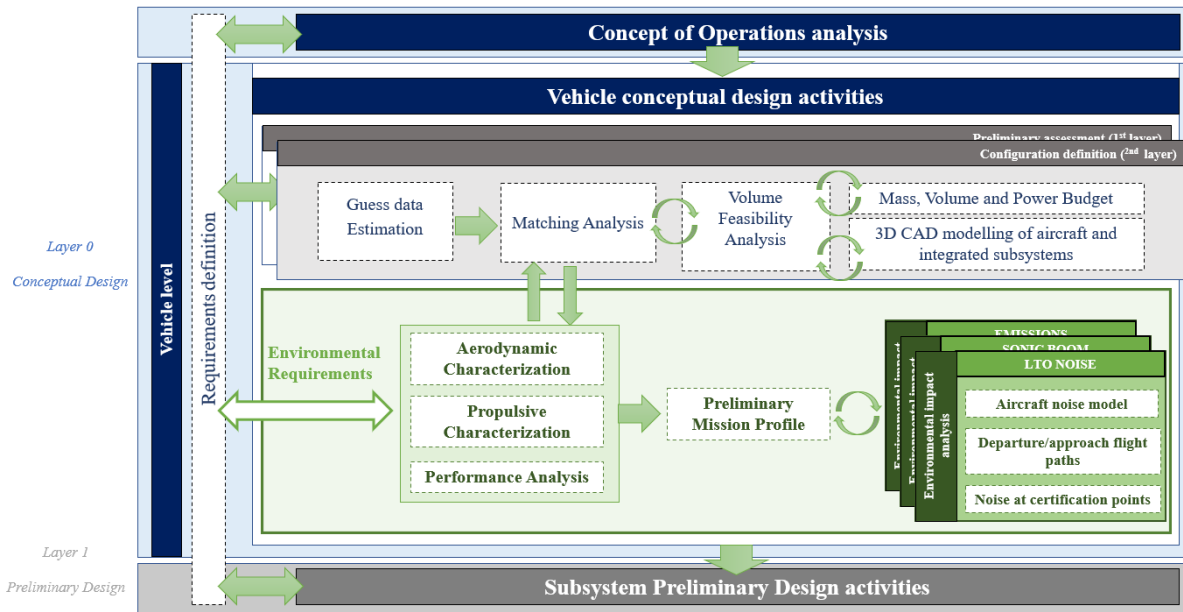 Concept of Operations analysis
Vehicle conceptual design activities
Preliminary assessment (1st layer)
Configuration definition (2nd layer)
Guess data
Estimation
Matching Analysis
Volume
Feasibility
Analysis
Mass, Volume and Power Budget
3D CAD modelling of aircraft and
integrated subsystems
Layer 0
Conceptual Design
Vehicle level
Requirements definition
Environmental
Requirements
Aerodynamic
Characterization
Propulsive
Characterization
Performance Analysis
Preliminary
Mission Profile
EMISSIONS
SONIC BOOM
LTO NOISE
Environmental impact
Environmental impact
Environmental impact
analysis
Aircraft noise model
Departure/approach flight
paths
Noise at certification points
Layer 1
Preliminary Design
Subsystem Preliminary Design activities